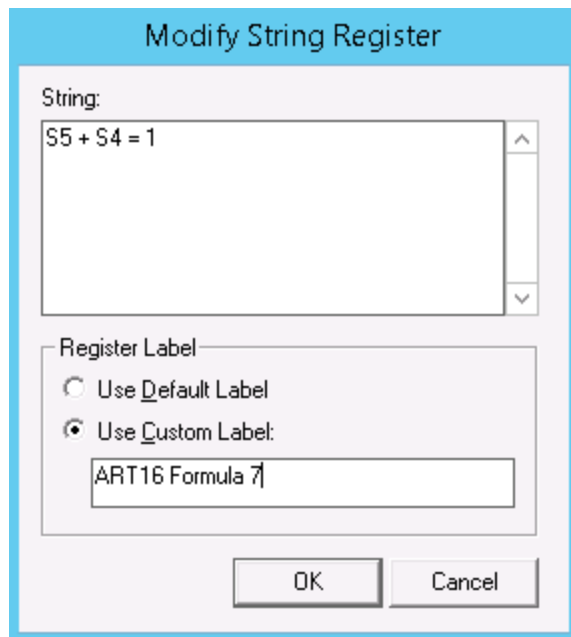 Modify String Register
String:
S5 + S4 = 1
Register Label
Use Default Label
Use Custom Label:
ART16 Formula 7
OK
Cancel